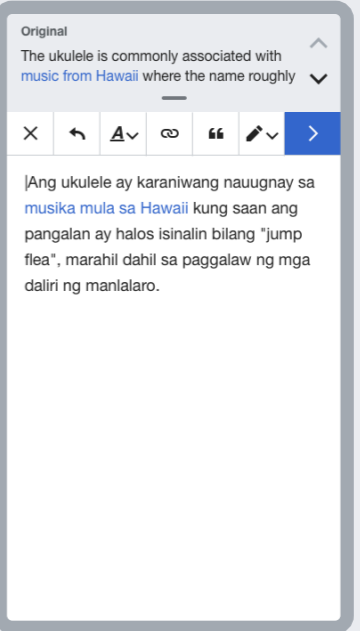 Original
The ukulele is commonly associated with
music from Hawaii where the name roughly
A
Ang ukulele ay karaniwang nauugnay sa
musika mula sa Hawaii kung saan ang
pangalan ay halos isinalin bilang "jump
flea", marahil dahil sa paggalaw ng mga
daliri ng manlalaro.